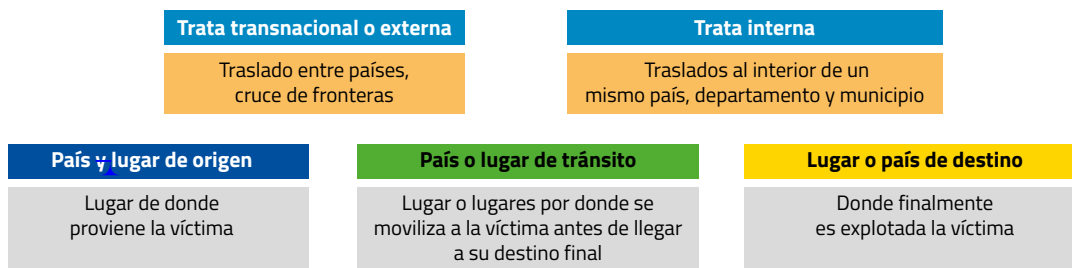 Trata transnacional o externa
Traslado entre países,
cruce de fronteras
Trata interna
Traslados al interior de un
mismo país, departamento y municipio
País y lugar de origen
Lugar de donde
proviene la víctima
País o lugar de tránsito
Lugar o lugares por donde se
moviliza a la víctima antes de llegar
a su destino final
Lugar o país de destino
Donde finalmente
es explotada la víctima